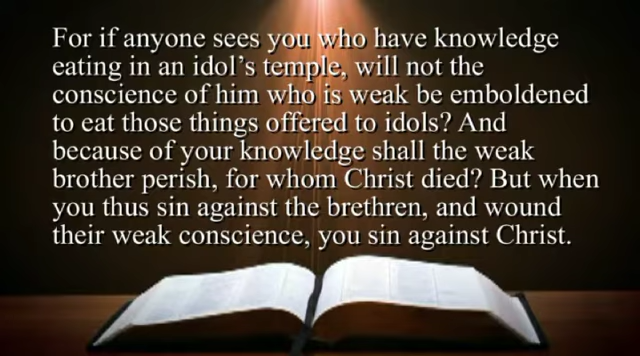 For if anyone sees you who have knowledge
eating in an idol's temple, will not the
conscience of him who is weak be emboldened
to eat those things offered to idols? And
because of your knowledge shall the weak
brother perish, for whom Christ died? But when
you thus sin against the brethren, and wound
their weak conscience, you sin against Christ.